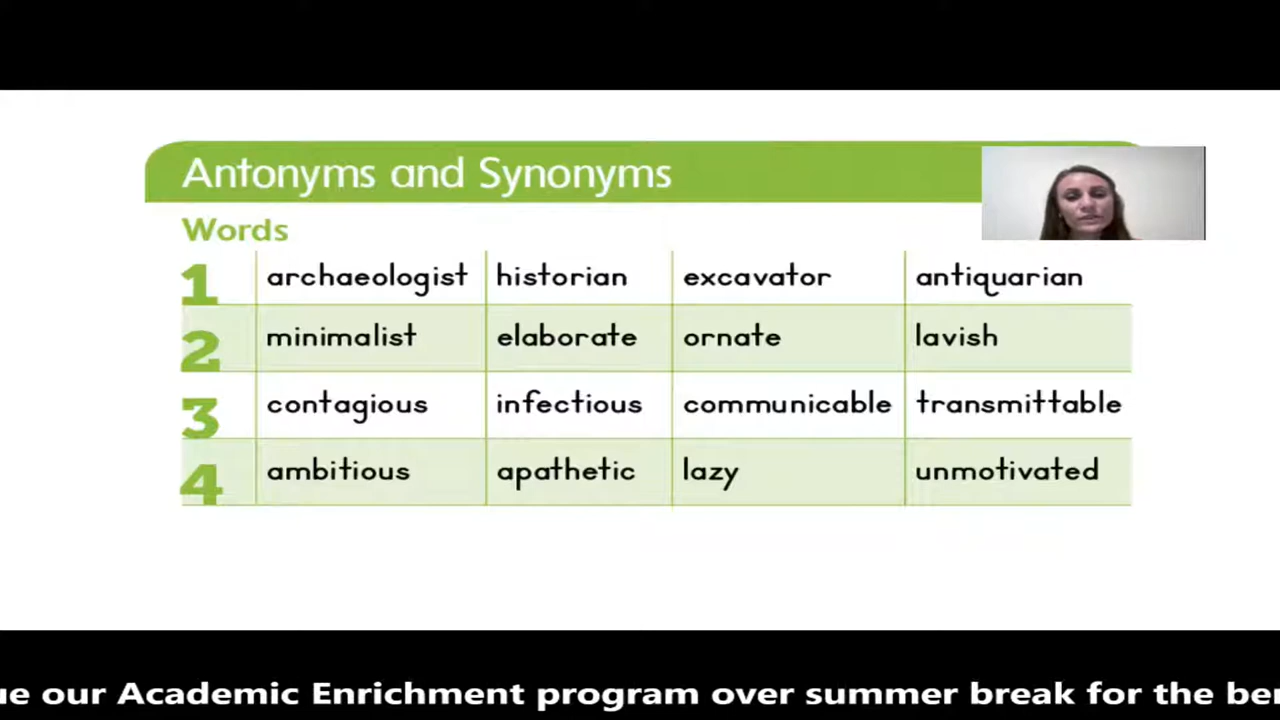 Antonyms and Synonyms
Words
1 archaeologist historian excavator antiquarian
2 minimalist elaborate ornate lavish
3 contagious infectious communicable transmittable
4 ambitious apathetic lazy unmotivated
our Academic Enrichment program over summer break for the